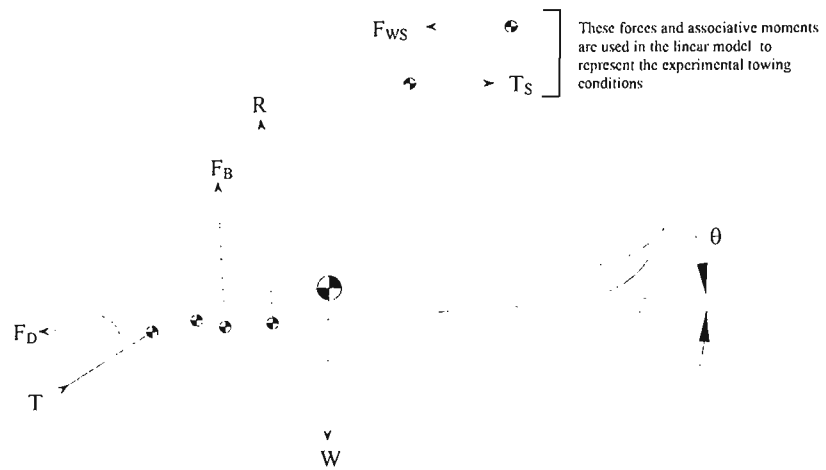 F_WS
These forces and associative moments
are used in the linear model to
represent the experimental towing
conditions
T_S
R
F_B
θ
F_D
T
W